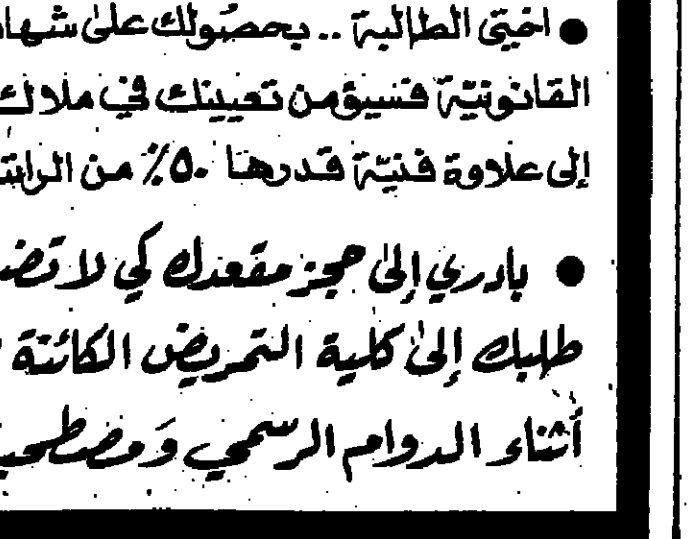 ● اختي الطالبة .. بحصولك على شها
القانونية فسيؤمن تعيينك في ملاك
إلى علاوة فنية قدرها ٥٠٪ من الرات
● بادري إلى حجز مقعدك كي لا تض
طلبك إلى كلية التمريض الكائنة
أثناء الدوام الرسمي ومصطحب